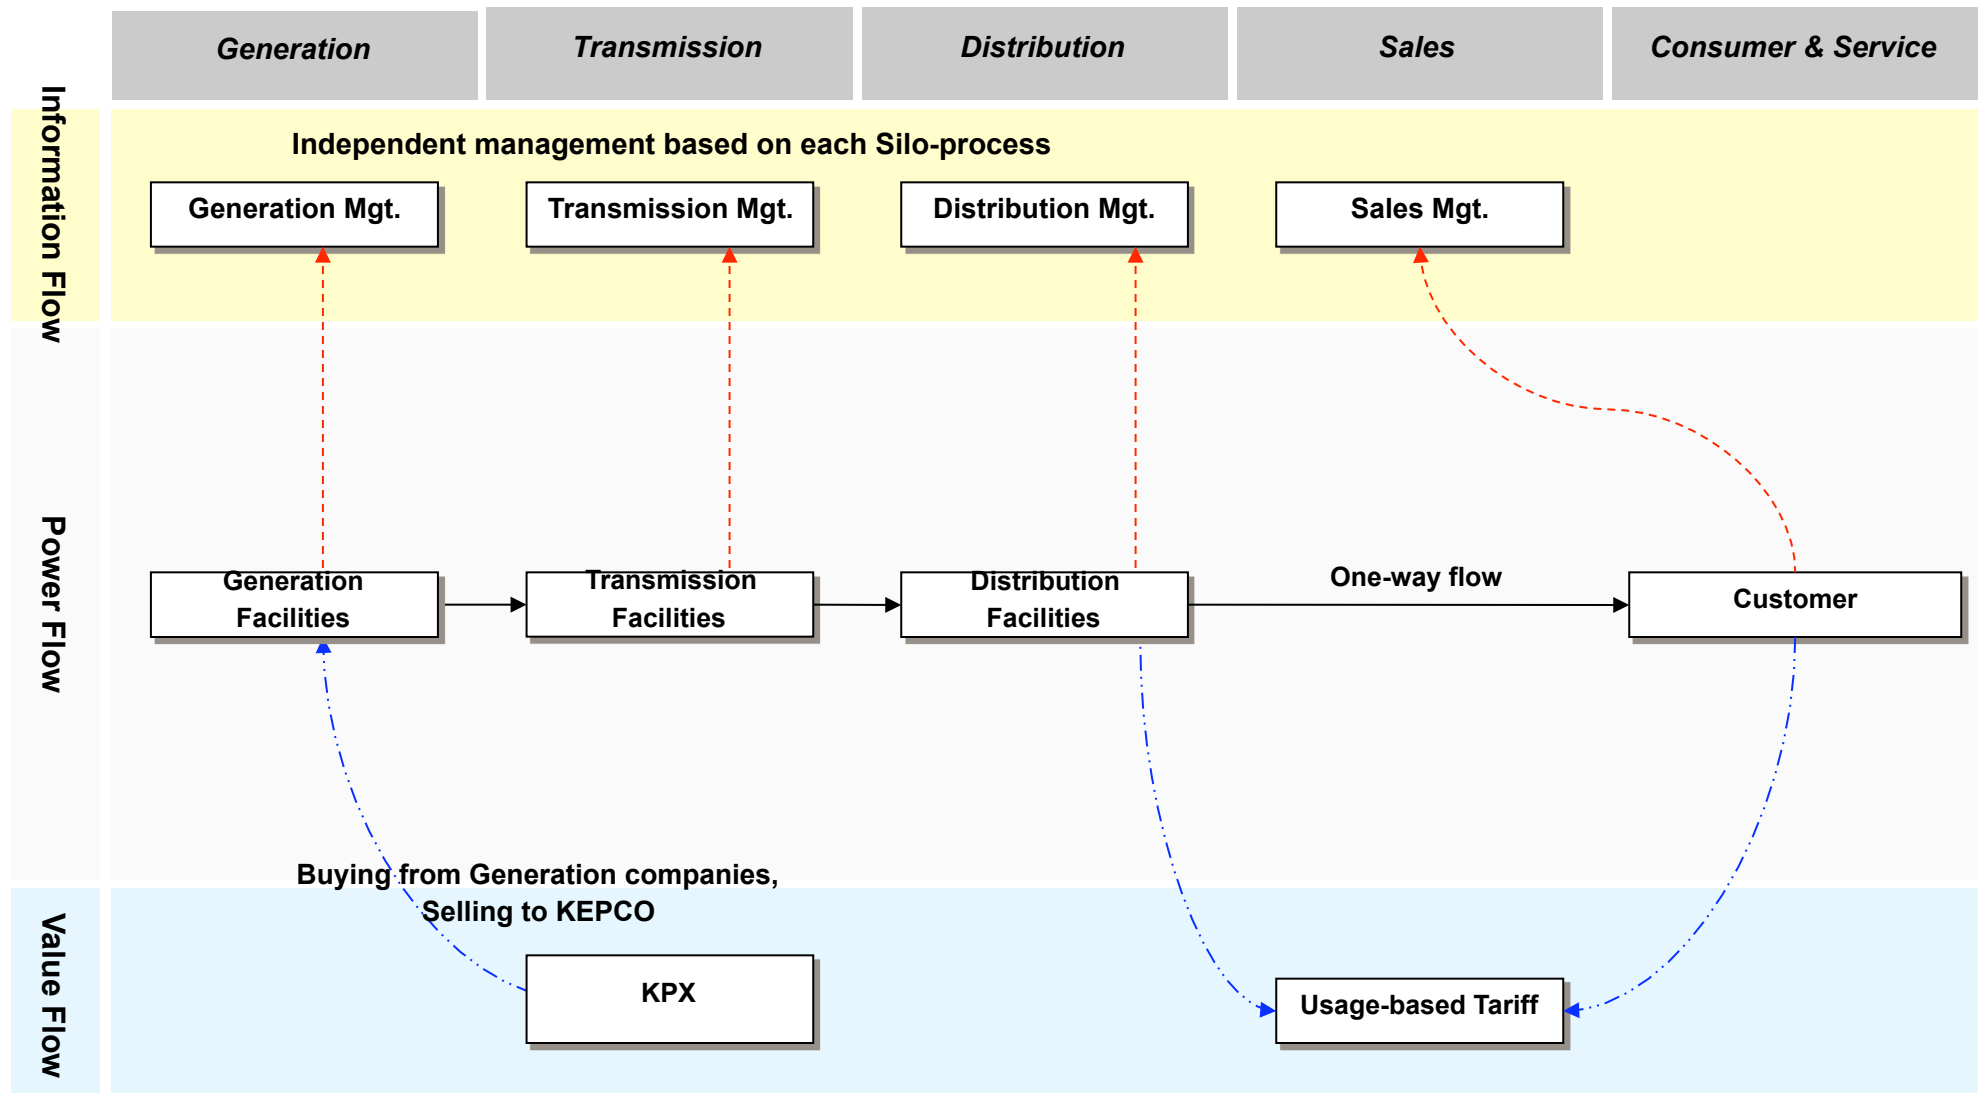 Generation
Transmission
Distribution
Sales
Consumer & Service
Information Flow
Independent management based on each Silo-process
Generation Mgt.
Transmission Mgt.
Distribution Mgt.
Sales Mgt.
Power Flow
Generation
Facilities
Transmission
Facilities
Distribution
Facilities
One-way flow
Customer
Buying from Generation companies,
Selling to KEPCO
Value Flow
KPX
Usage-based Tariff